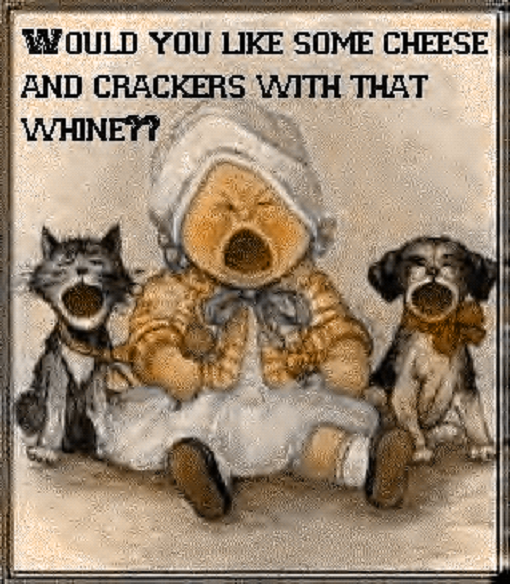 WOULD YOU LIKE SOME CHEESE
AND CRACKERS WITH THAT
WHINE??